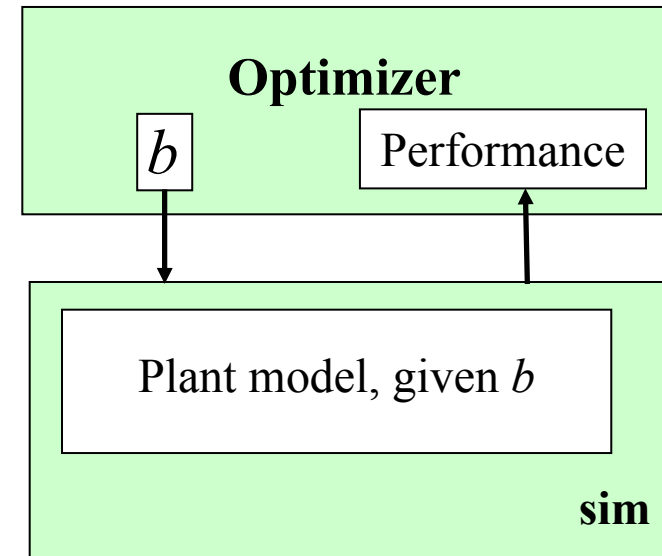 Optimizer
b
Performance
Plant model, given b
sim